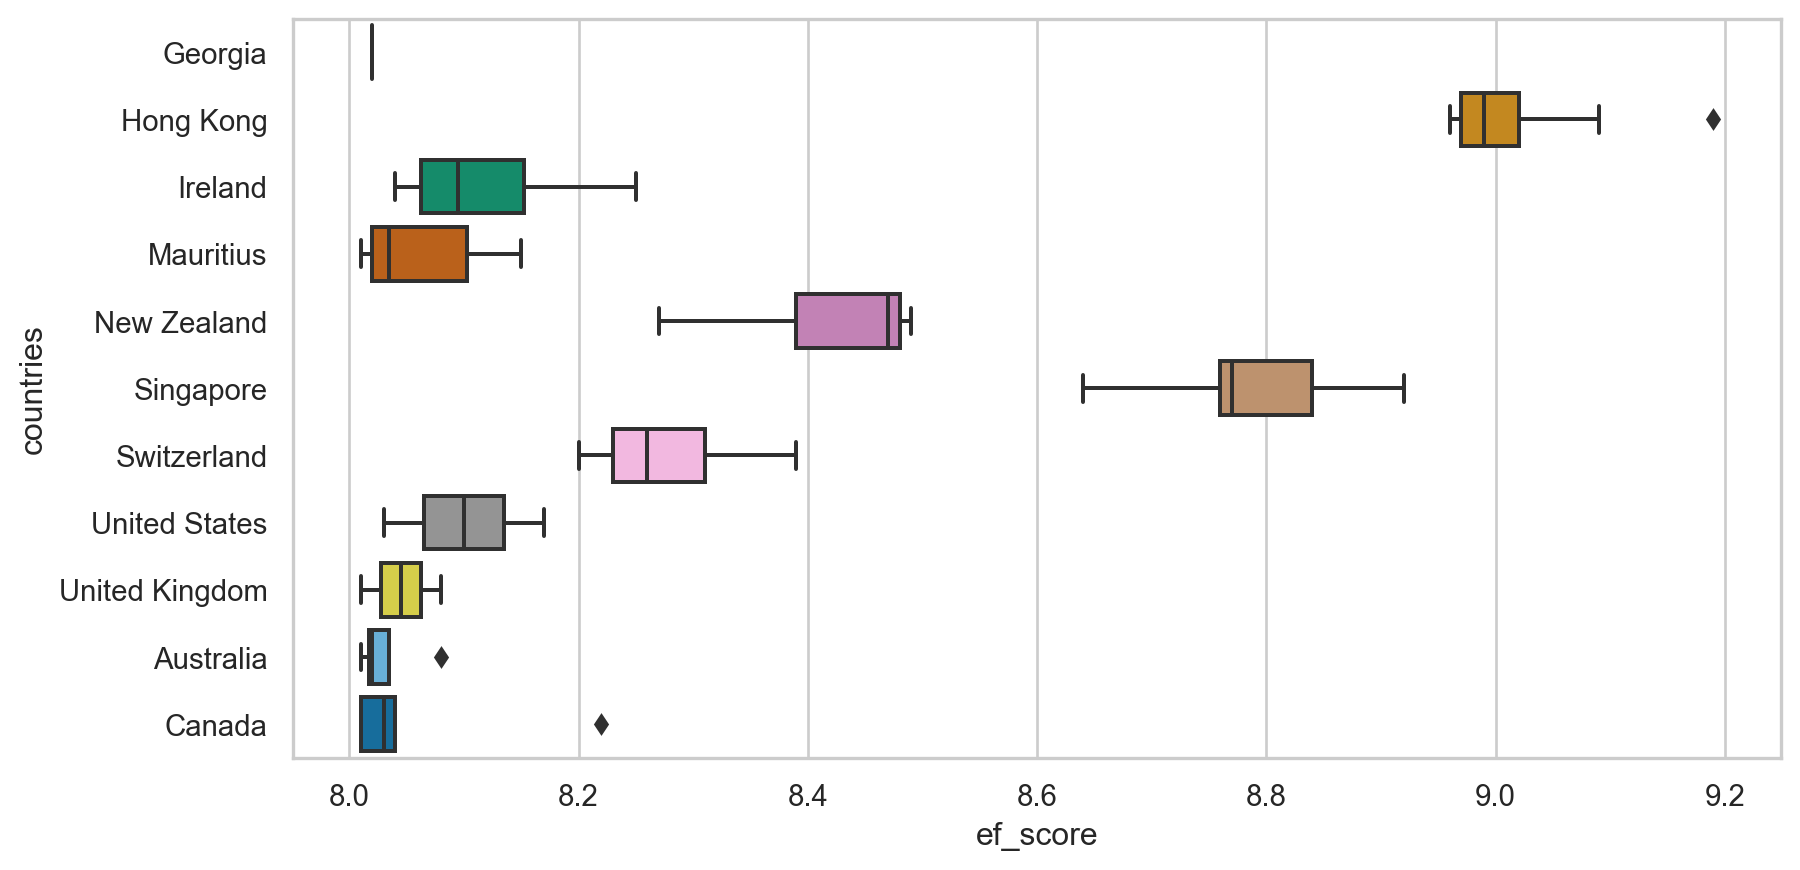 Georgia
Hong Kong
Ireland
Mauritius
New Zealand
Singapore
Switzerland
United States
United Kingdom
Australia
Canada
countries
8.0 8.2 8.4 8.6 8.8 9.0 9.2
ef_score